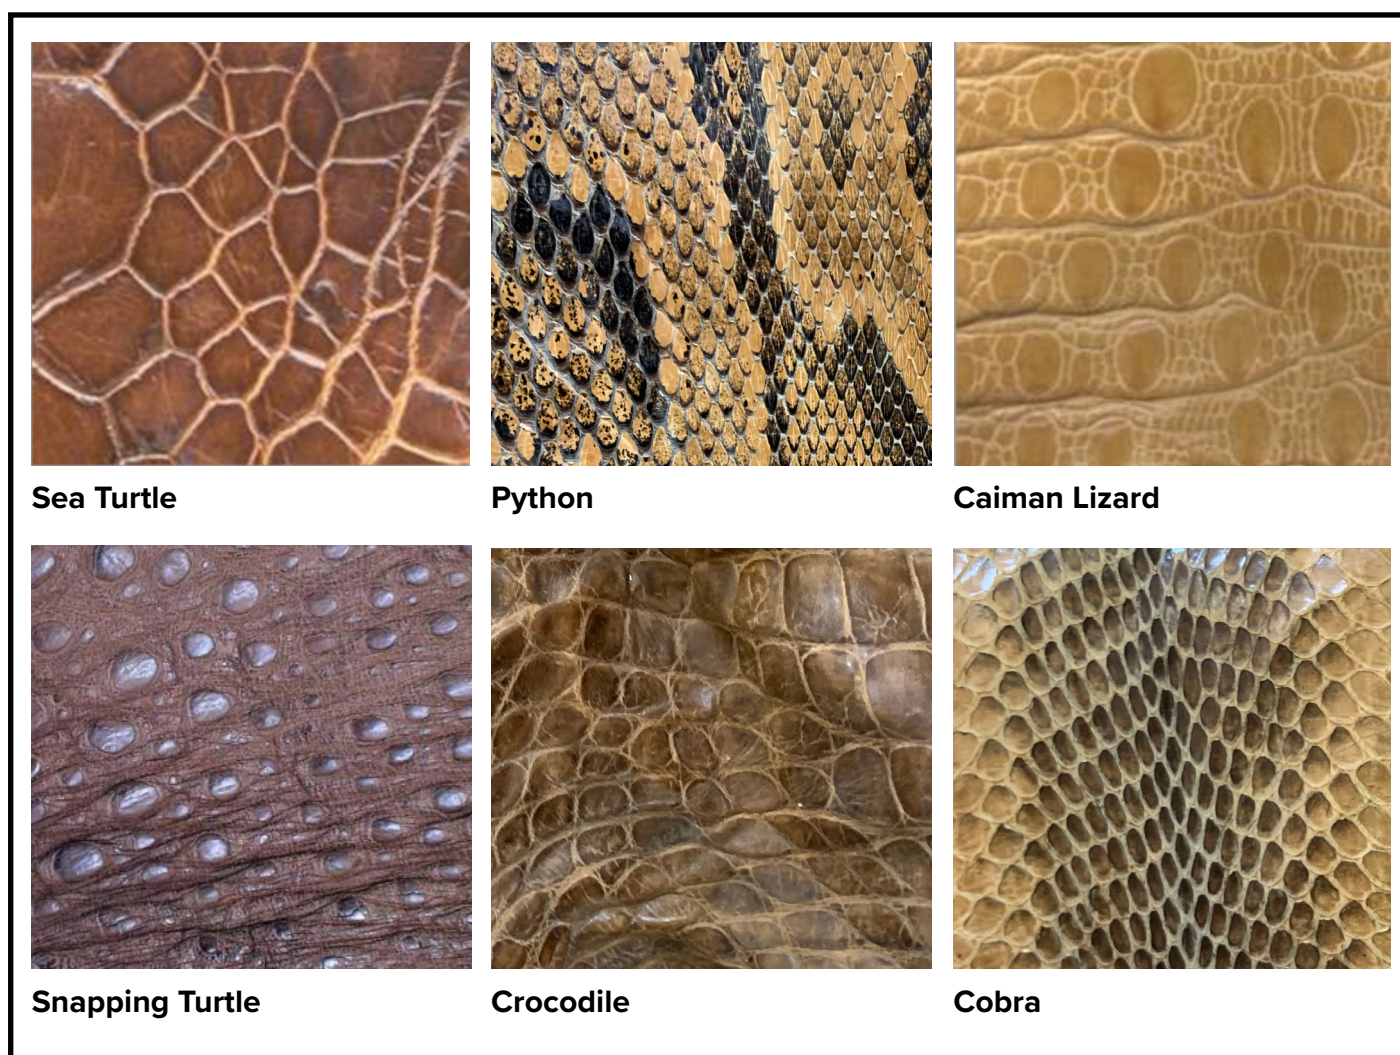 Sea Turtle
Python
Caiman Lizard
Snapping Turtle
Crocodile
Cobra